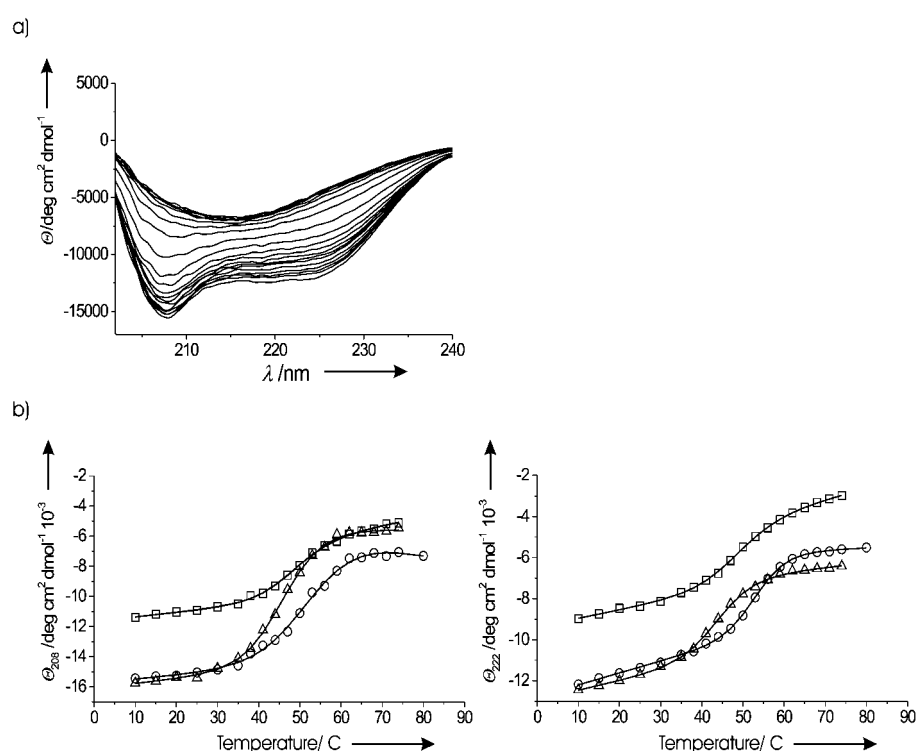 a)
Θ/deg cm² dmol⁻¹
5000
0
-5000
-10000
-15000
210 220 230 240
λ /nm
b)
Θ₂₀₈ /deg cm² dmol⁻¹ 10⁻³
-2
-4
-6
-8
-10
-12
-14
-16
0 10 20 30 40 50 60 70 80 90
Temperature/ C
Θ₂₂₂ /deg cm² dmol⁻¹ 10⁻³
-2
-4
-6
-8
-10
-12
0 10 20 30 40 50 60 70 80 90
Temperature/ C